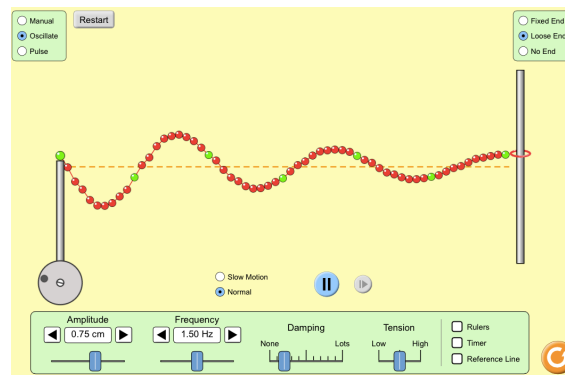 Manual
Oscillate
Pulse
Restart
Fixed End
Loose End
No End
Slow Motion
Normal
Amplitude
0.75 cm
Frequency
1.50 Hz
Damping
None
Lots
Tension
Low
High
Rulers
Timer
Reference Line